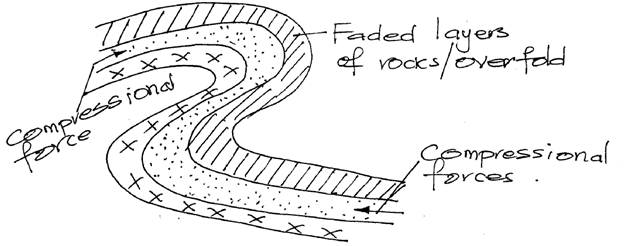 Faded layers
of rocks/overfold
compressional
force
Compressional
forces.